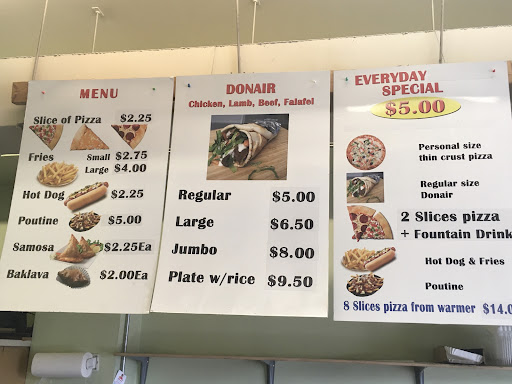 MENU
Slice of Pizza $2.25
Fries Small $2.75
Large $4.00
Hot Dog $2.25
Poutine $5.00
Samosa $2.25Ea
Baklava $2.00Ea
DONAIR
Chicken, Lamb, Beef, Falafel
Regular $5.00
Large $6.50
Jumbo $8.00
Plate w/rice $9.50
EVERYDAY
SPECIAL
$5.00
Personal size
thin crust pizza
Regular size
Donair
2 Slices pizza
+ Fountain Drink
Hot Dog & Fries
Poutine
8 Slices pizza from warmer $14.0